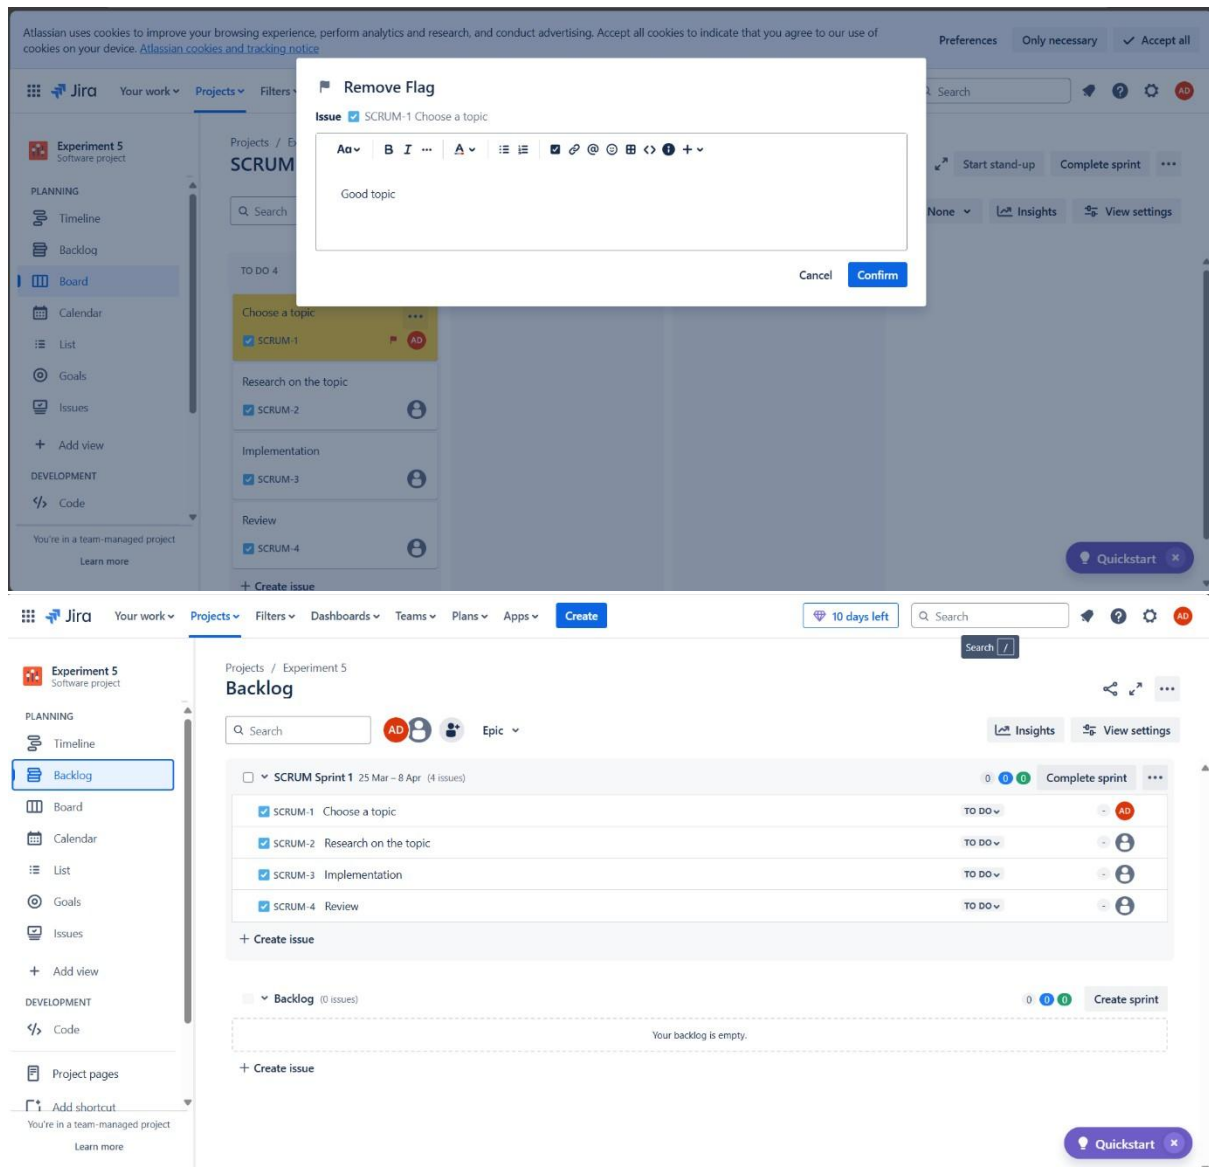 Atlassian uses cookies to improve your browsing experience, perform analytics and research, and conduct advertising. Accept all cookies to indicate that you agree to our use of
cookies on your device. Atlassian cookies and tracking notice
Preferences Only necessary Accept all
Jira Your work Projects Filters Search AD
Remove Flag
Issue SCRUM-1 Choose a topic
Aa B I ... A @ <> +
Good topic
Cancel Confirm
Experiment 5
Software project
PLANNING
Timeline
Backlog
Board
Calendar
List
Goals
Issues
+ Add view
DEVELOPMENT
</> Code
You're in a team-managed project
Learn more
Projects / E
SCRUM
Start stand-up Complete sprint ...
Search
None Insights View settings
TO DO 4
Choose a topic ...
SCRUM-1 AD
Research on the topic
SCRUM-2
Implementation
SCRUM-3
Review
SCRUM-4
+ Create issue
Quickstart ×
Jira Your work Projects Filters Dashboards Teams Plans Apps Create 10 days left Search AD
Search /
Experiment 5
Software project
PLANNING
Timeline
Backlog
Board
Calendar
List
Goals
Issues
+ Add view
DEVELOPMENT
</> Code
Project pages
Add shortcut
You're in a team-managed project
Learn more
Projects / Experiment 5
Backlog
Search AD Epic
Insights View settings
SCRUM Sprint 1 25 Mar – 8 Apr (4 issues) 0 0 0 Complete sprint ...
SCRUM-1 Choose a topic TO DO - AD
SCRUM-2 Research on the topic TO DO -
SCRUM-3 Implementation TO DO -
SCRUM-4 Review TO DO -
+ Create issue
Backlog (0 issues) 0 0 0 Create sprint
Your backlog is empty.
+ Create issue
Quickstart ×